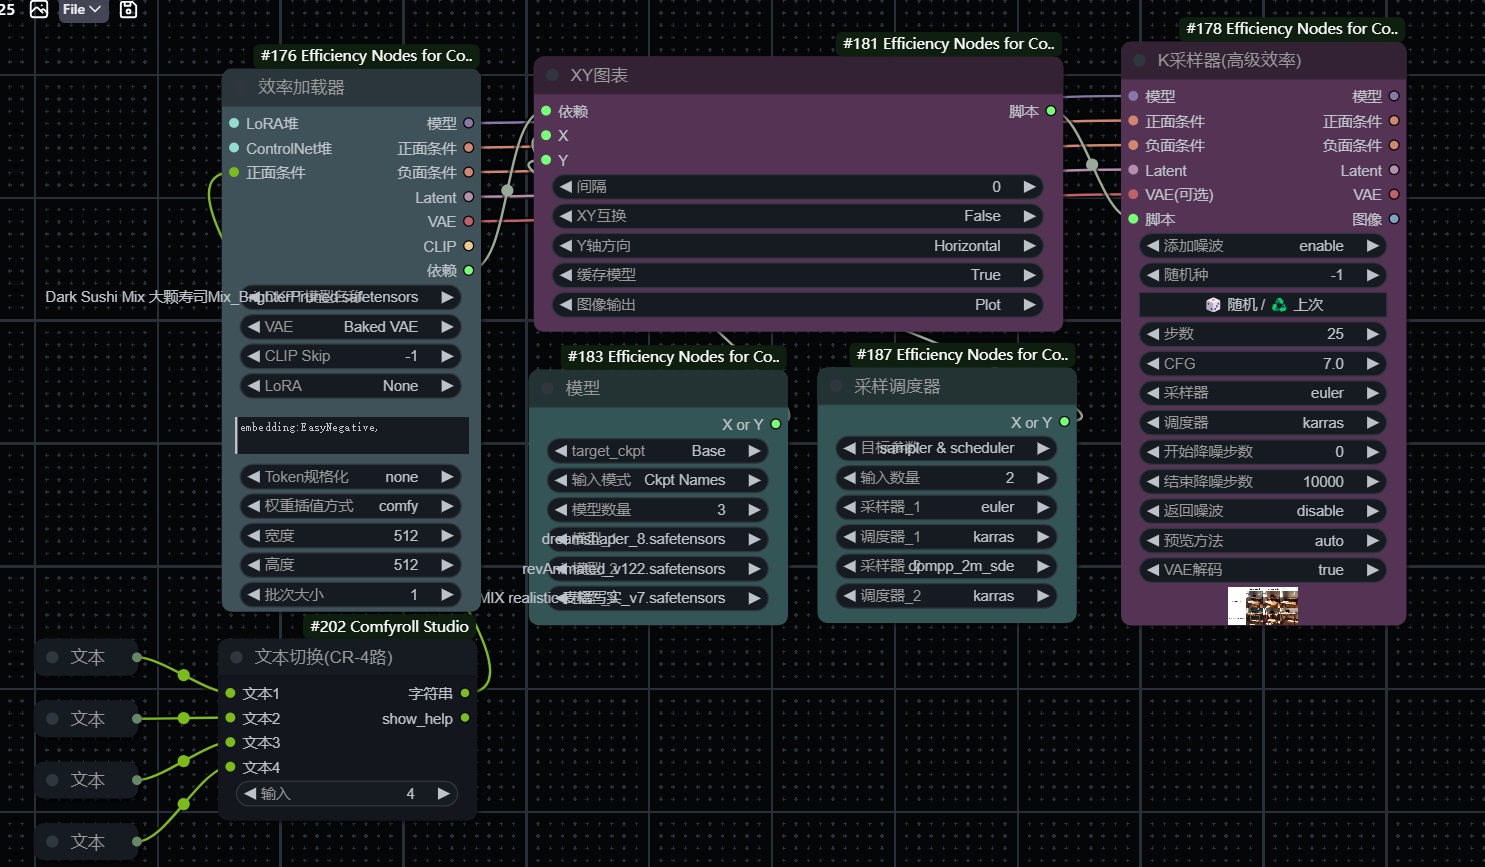 25 File
#176 Efficiency Nodes for Co..
效率加载器
LoRA堆 模型
ControlNet堆 正面条件
正面条件 负面条件
Latent
VAE
CLIP
依赖
Dark Sushi Mix 大颗寿司Mix_BrighterPruned.safetensors
VAE Baked VAE
CLIP Skip -1
LoRA None
embedding:EasyNegative,
Token规格化 none
权重插值方式 comfy
宽度 512
高度 512
批次大小 1
#181 Efficiency Nodes for Co..
XY图表
依赖 脚本
X
Y
间隔 0
XY互换 False
Y轴方向 Horizontal
缓存模型 True
图像输出 Plot
#183 Efficiency Nodes for Co..
模型
X or Y
target_ckpt Base
输入模式 Ckpt Names
模型数量 3
dreamshaper_8.safetensors
revAnimated_v122.safetensors
MIX realistic 麦橘写实_v7.safetensors
#187 Efficiency Nodes for Co..
采样调度器
X or Y
目标参数 sampler & scheduler
输入数量 2
采样器_1 euler
调度器_1 karras
采样器_2 dpmpp_2m_sde
调度器_2 karras
#178 Efficiency Nodes for Co..
K采样器(高级效率)
模型 模型
正面条件 正面条件
负面条件 负面条件
Latent Latent
VAE(可选) VAE
脚本 图像
添加噪波 enable
随机种 -1
随机 / 上次
步数 25
CFG 7.0
采样器 euler
调度器 karras
开始降噪步数 0
结束降噪步数 10000
返回噪波 disable
预览方法 auto
VAE解码 true
#202 Comfyroll Studio
文本切换(CR-4路)
文本1 字符串
文本2 show_help
文本3
文本4
输入 4
文本
文本
文本
文本